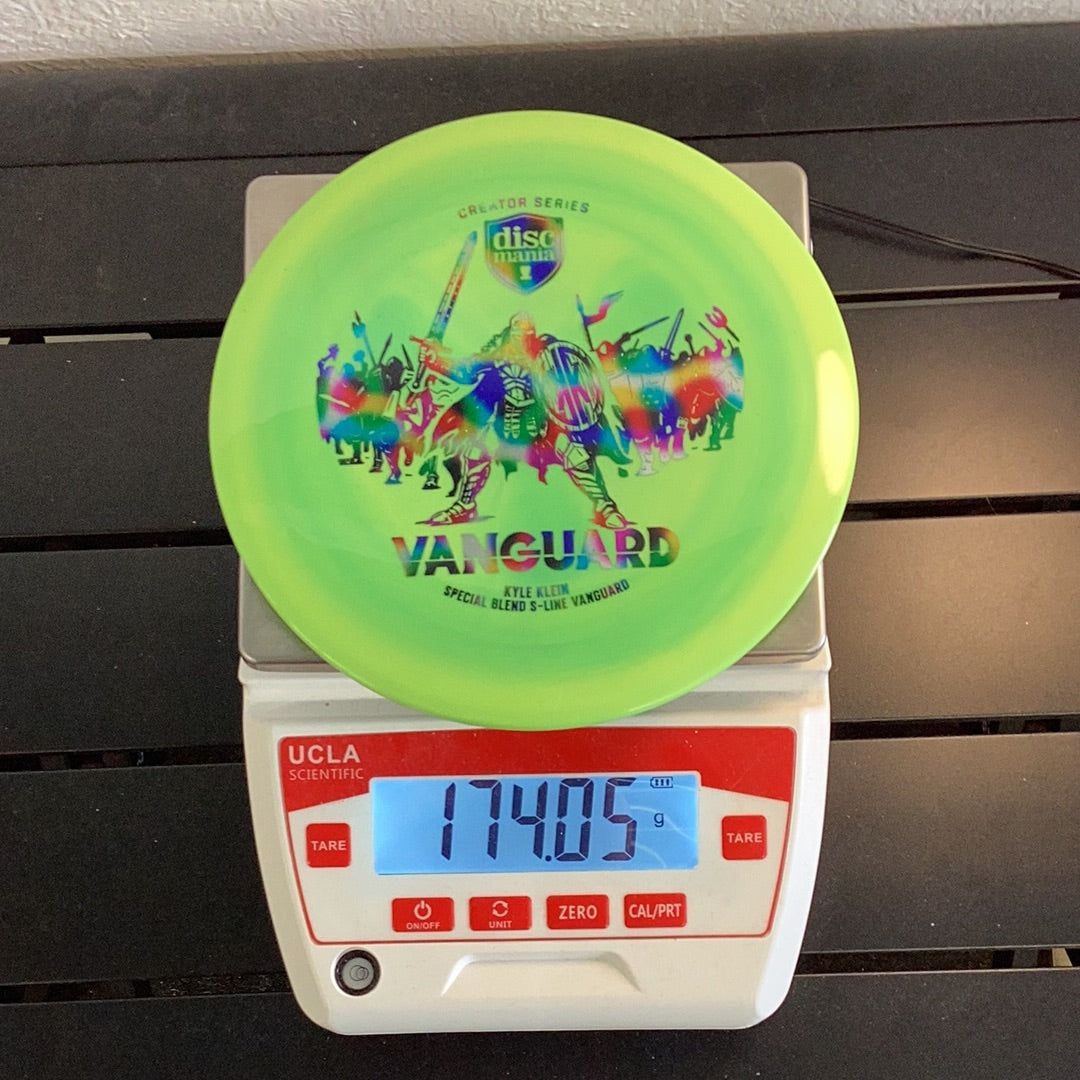 CREATOR SERIES
disc
mania
VANGUARD
KYLE KLEIN
SPECIAL BLEND S-LINE VANGUARD
UCLA
SCIENTIFIC
174.05 g
TARE
TARE
ON/OFF
UNIT
ZERO
CAL/PRT